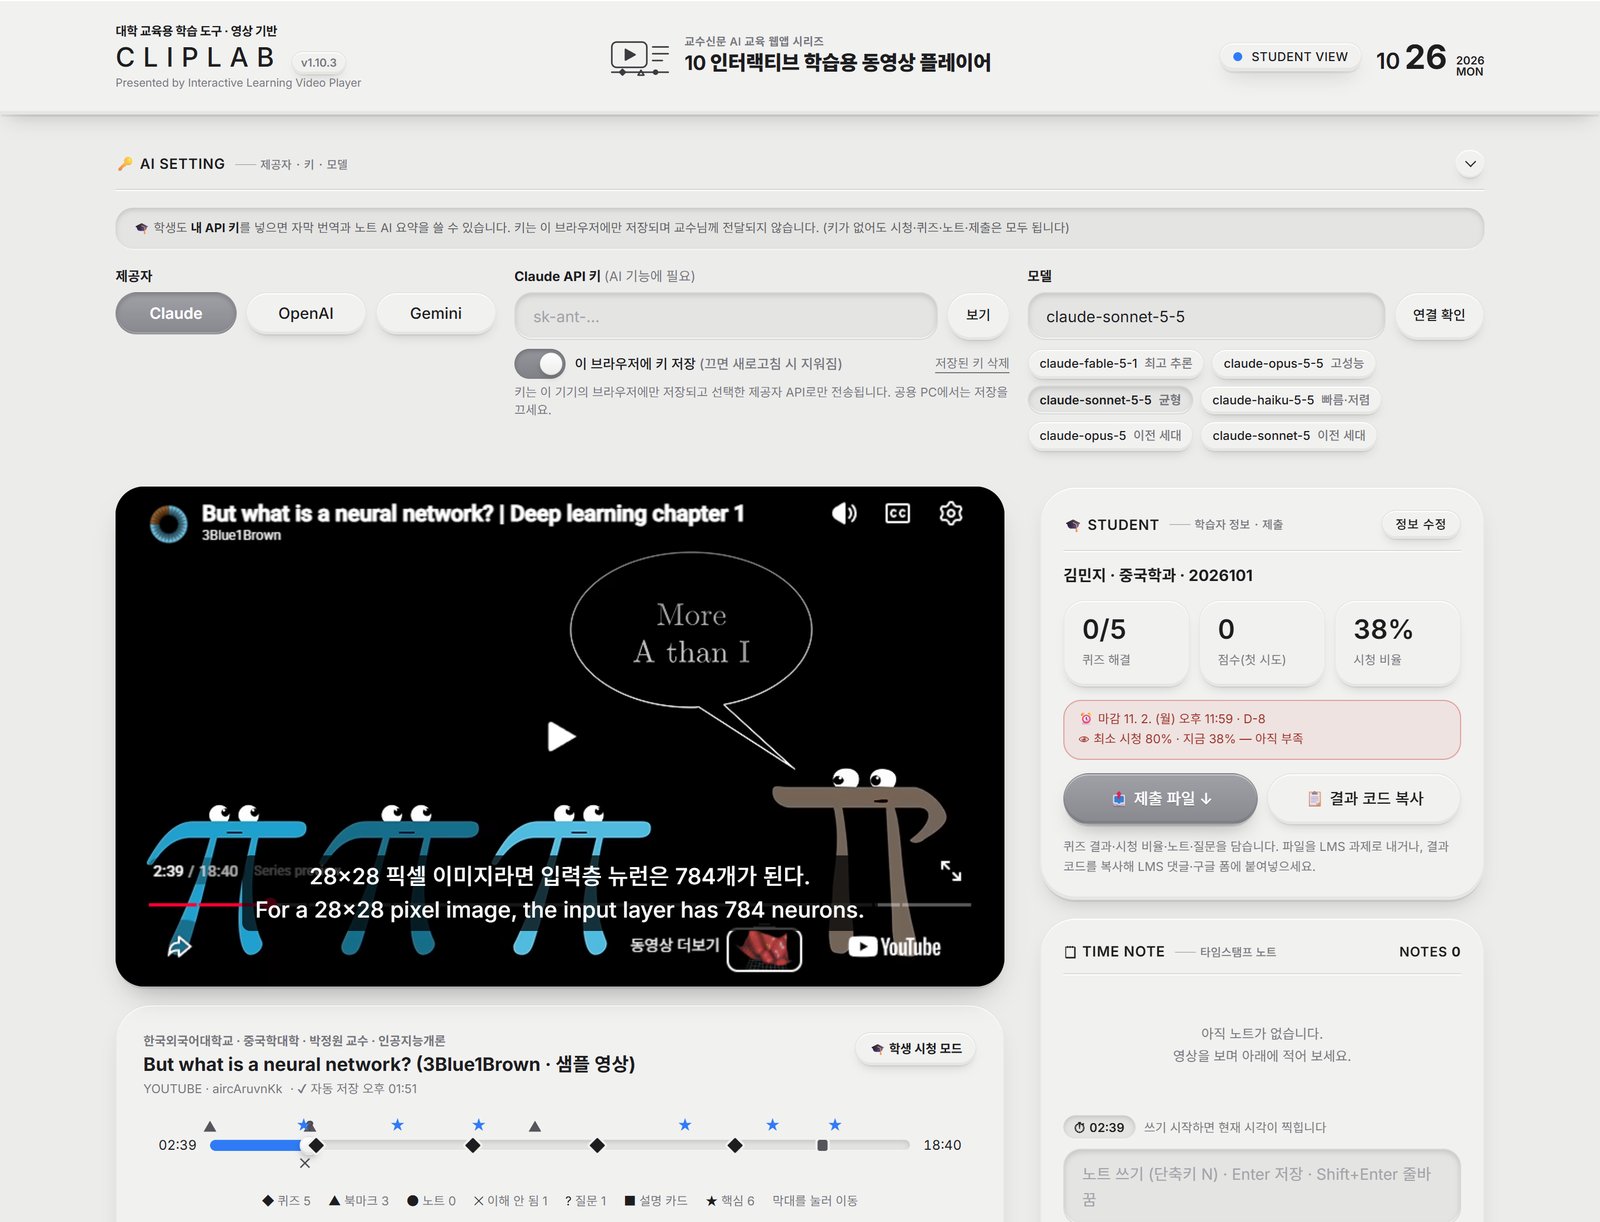 대학 교육용 학습 도구 · 영상 기반
CLIPLAB v1.10.3
Presented by Interactive Learning Video Player
교수신문 AI 교육 웹앱 시리즈
10 인터랙티브 학습용 동영상 플레이어
STUDENT VIEW
10 26 2026 MON
AI SETTING 제공자 · 키 · 모델
학생도 내 API 키를 넣으면 자막 번역과 노트 AI 요약을 쓸 수 있습니다. 키는 이 브라우저에만 저장되며 교수님께 전달되지 않습니다. (키가 없어도 시청·퀴즈·노트·제출은 모두 됩니다)
제공자
Claude OpenAI Gemini
Claude API 키 (AI 기능에 필요)
sk-ant-... 보기
이 브라우저에 키 저장 (끄면 새로고침 시 지워짐) 저장된 키 삭제
키는 이 기기의 브라우저에만 저장되고 선택한 제공자 API로만 전송됩니다. 공용 PC에서는 저장을
끄세요.
모델
claude-sonnet-5-5 연결 확인
claude-fable-5-1 최고 추론 claude-opus-5-5 고성능
claude-sonnet-5-5 균형 claude-haiku-5-5 빠름·저렴
claude-opus-5 이전 세대 claude-sonnet-5 이전 세대
But what is a neural network? | Deep learning chapter 1
3Blue1Brown
CC
More
A than I
2:39 / 18:40 Series pr
28×28 픽셀 이미지라면 입력층 뉴런은 784개가 된다.
For a 28×28 pixel image, the input layer has 784 neurons.
동영상 더보기 YouTube
한국외국어대학교 · 중국학대학 · 박정원 교수 · 인공지능개론
But what is a neural network? (3Blue1Brown · 샘플 영상)
YOUTUBE · aircAruvnKk · ✓ 자동 저장 오후 01:51
학생 시청 모드
02:39 18:40
◆ 퀴즈 5 ▲ 북마크 3 ● 노트 0 ✕ 이해 안 됨 1 ? 질문 1 ■ 설명 카드 ★ 핵심 6 막대를 눌러 이동
STUDENT 학습자 정보 · 제출 정보 수정
김민지 · 중국학과 · 2026101
0/5 0 38%
퀴즈 해결 점수(첫 시도) 시청 비율
마감 11. 2. (월) 오후 11:59 · D-8
최소 시청 80% · 지금 38% — 아직 부족
제출 파일 ↓ 결과 코드 복사
퀴즈 결과·시청 비율·노트·질문을 담습니다. 파일을 LMS 과제로 내거나, 결과
코드를 복사해 LMS 댓글·구글 폼에 붙여넣으세요.
TIME NOTE 타임스탬프 노트 NOTES 0
아직 노트가 없습니다.
영상을 보며 아래에 적어 보세요.
02:39 쓰기 시작하면 현재 시각이 찍힙니다
노트 쓰기 (단축키 N) · Enter 저장 · Shift+Enter 줄바
꿈